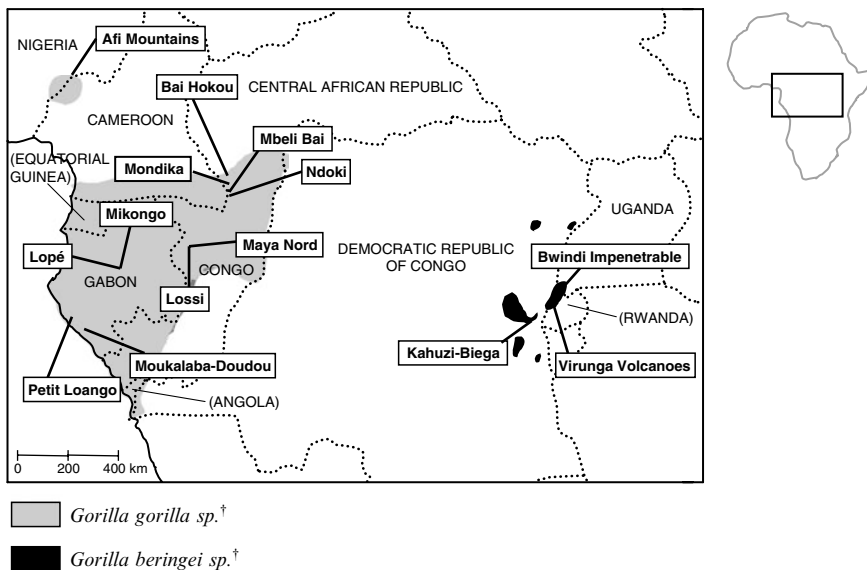 NIGERIA
Afi Mountains
Bai Hokou
CENTRAL AFRICAN REPUBLIC
CAMEROON
Mbeli Bai
(EQUATORIAL
GUINEA)
Mondika
Ndoki
UGANDA
Mikongo
Maya Nord
DEMOCRATIC REPUBLIC
OF CONGO
Bwindi Impenetrable
Lopé
GABON
CONGO
Lossi
(RWANDA)
Kahuzi-Biega
Virunga Volcanoes
Moukalaba-Doudou
Petit Loango
(ANGOLA)
0 200 400 km
Gorilla gorilla sp.†
Gorilla beringei sp.†